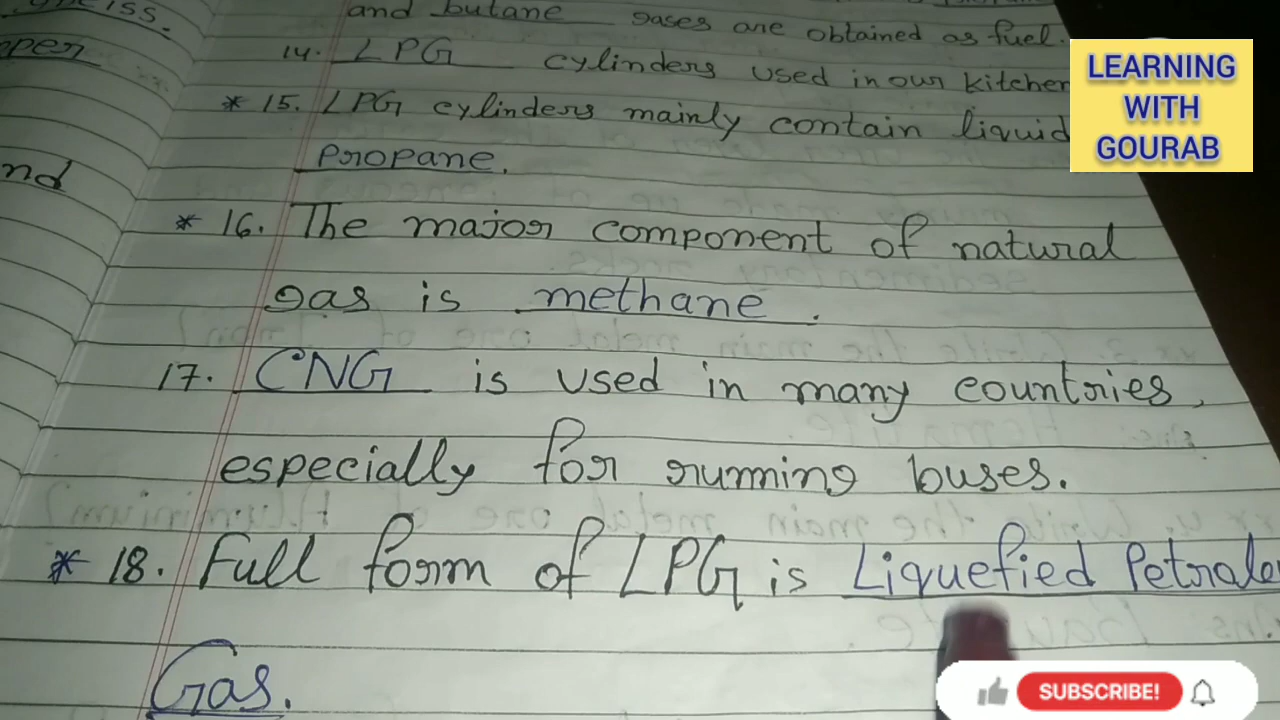 and butane gases are obtained as fuel.
14. LPG cylinders used in our kitchen
* 15. LPG cylinders mainly contain liquid
propane.
nd
* 16. The major component of natural
gas is methane.
17. CNG is used in many countries,
especially for running buses.
* 18. Full form of LPG is Liquefied
Gas.
LEARNING
WITH
GOURAB
SUBSCRIBE!